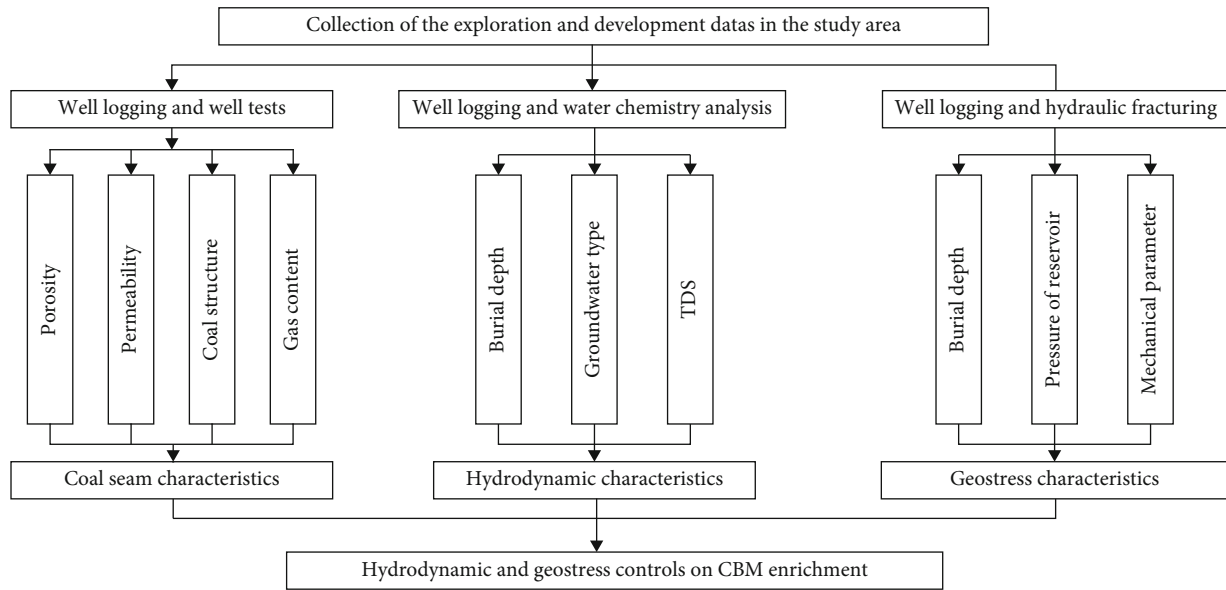 Collection of the exploration and development datas in the study area
Well logging and well tests
Well logging and water chemistry analysis
Well logging and hydraulic fracturing
Porosity
Permeability
Coal structure
Gas content
Burial depth
Groundwater type
TDS
Burial depth
Pressure of reservoir
Mechanical parameter
Coal seam characteristics
Hydrodynamic characteristics
Geostress characteristics
Hydrodynamic and geostress controls on CBM enrichment